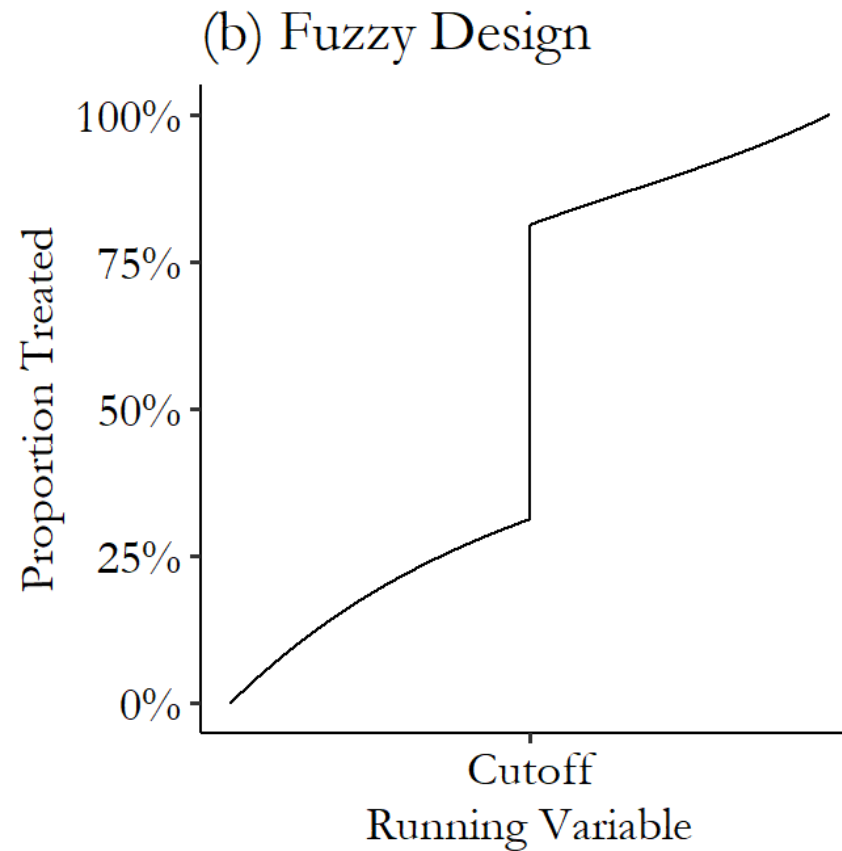 (b) Fuzzy Design
Proportion Treated
100%
75%
50%
25%
0%
Cutoff
Running Variable